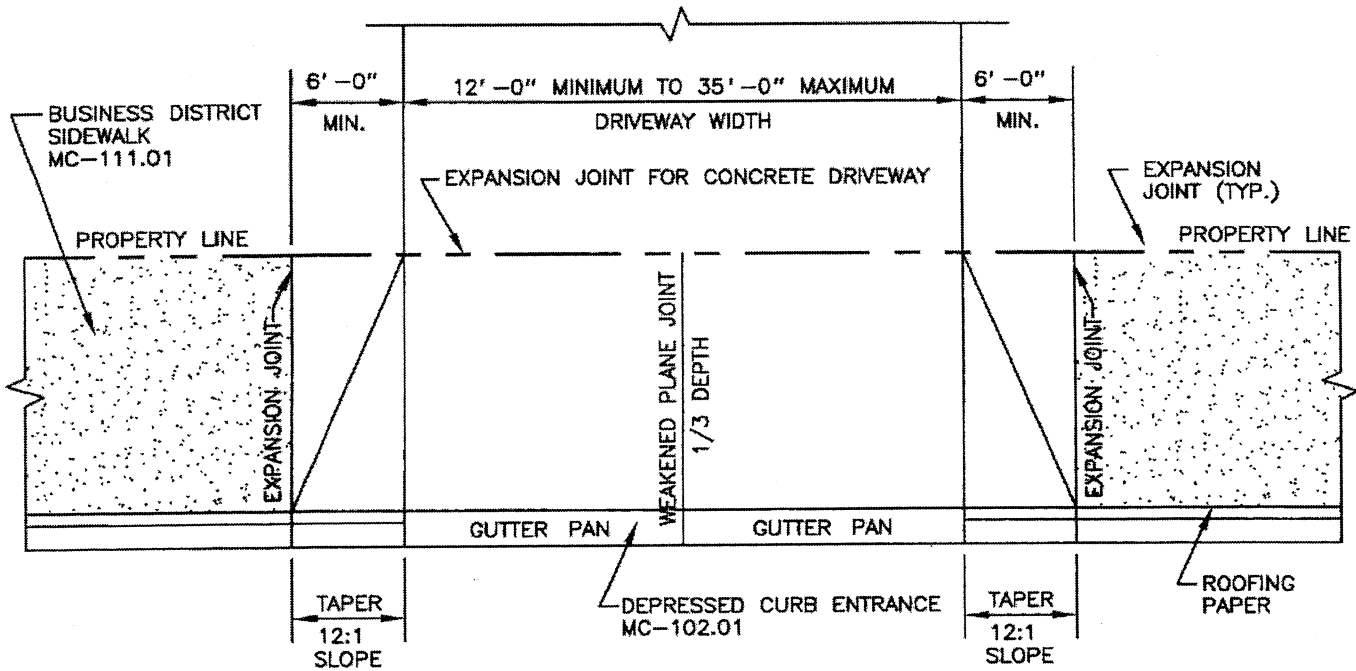 6'-0"
12'-0" MINIMUM TO 35'-0" MAXIMUM
6'-0"
MIN.
DRIVEWAY WIDTH
MIN.
BUSINESS DISTRICT
SIDEWALK
MC-111.01
EXPANSION JOINT FOR CONCRETE DRIVEWAY
EXPANSION
JOINT (TYP.)
PROPERTY LINE
PROPERTY LINE
EXPANSION JOINT
WEAKENED PLANE JOINT
1/3 DEPTH
EXPANSION JOINT
GUTTER PAN
GUTTER PAN
TAPER
12:1
SLOPE
DEPRESSED CURB ENTRANCE
MC-102.01
TAPER
12:1
SLOPE
ROOFING
PAPER